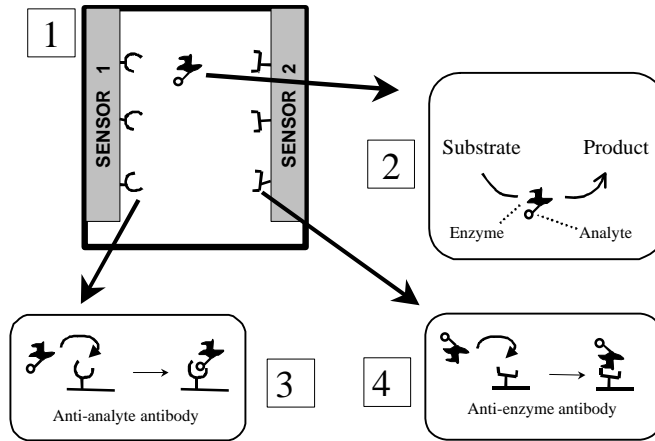 1
SENSOR 1
SENSOR 2
2
Substrate Product
Enzyme Analyte
3
4
Anti-analyte antibody
Anti-enzyme antibody